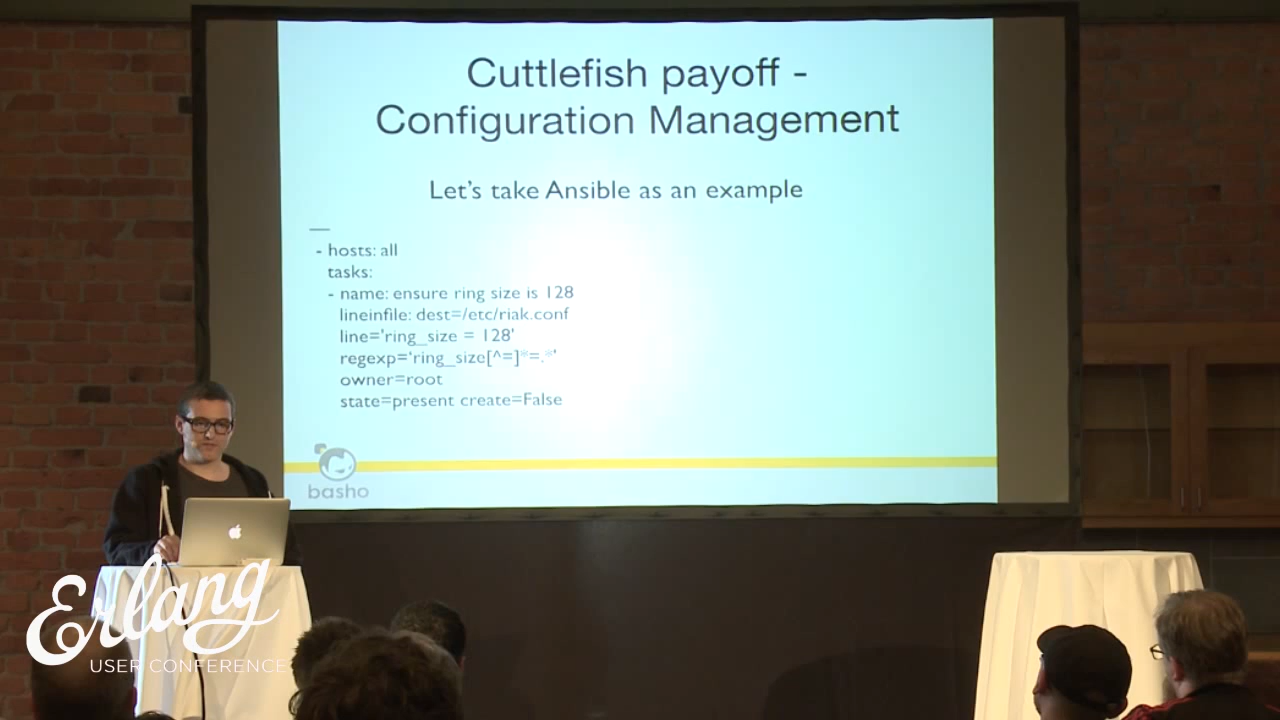 Cuttlefish payoff -
Configuration Management
Let's take Ansible as an example
—
- hosts: all
tasks:
- name: ensure ring size is 128
lineinfile: dest=/etc/riak.conf
line='ring_size = 128'
regexp='ring_size[^=]*=.*'
owner=root
state=present create=False
basho
Erlang
USER CONFERENCE